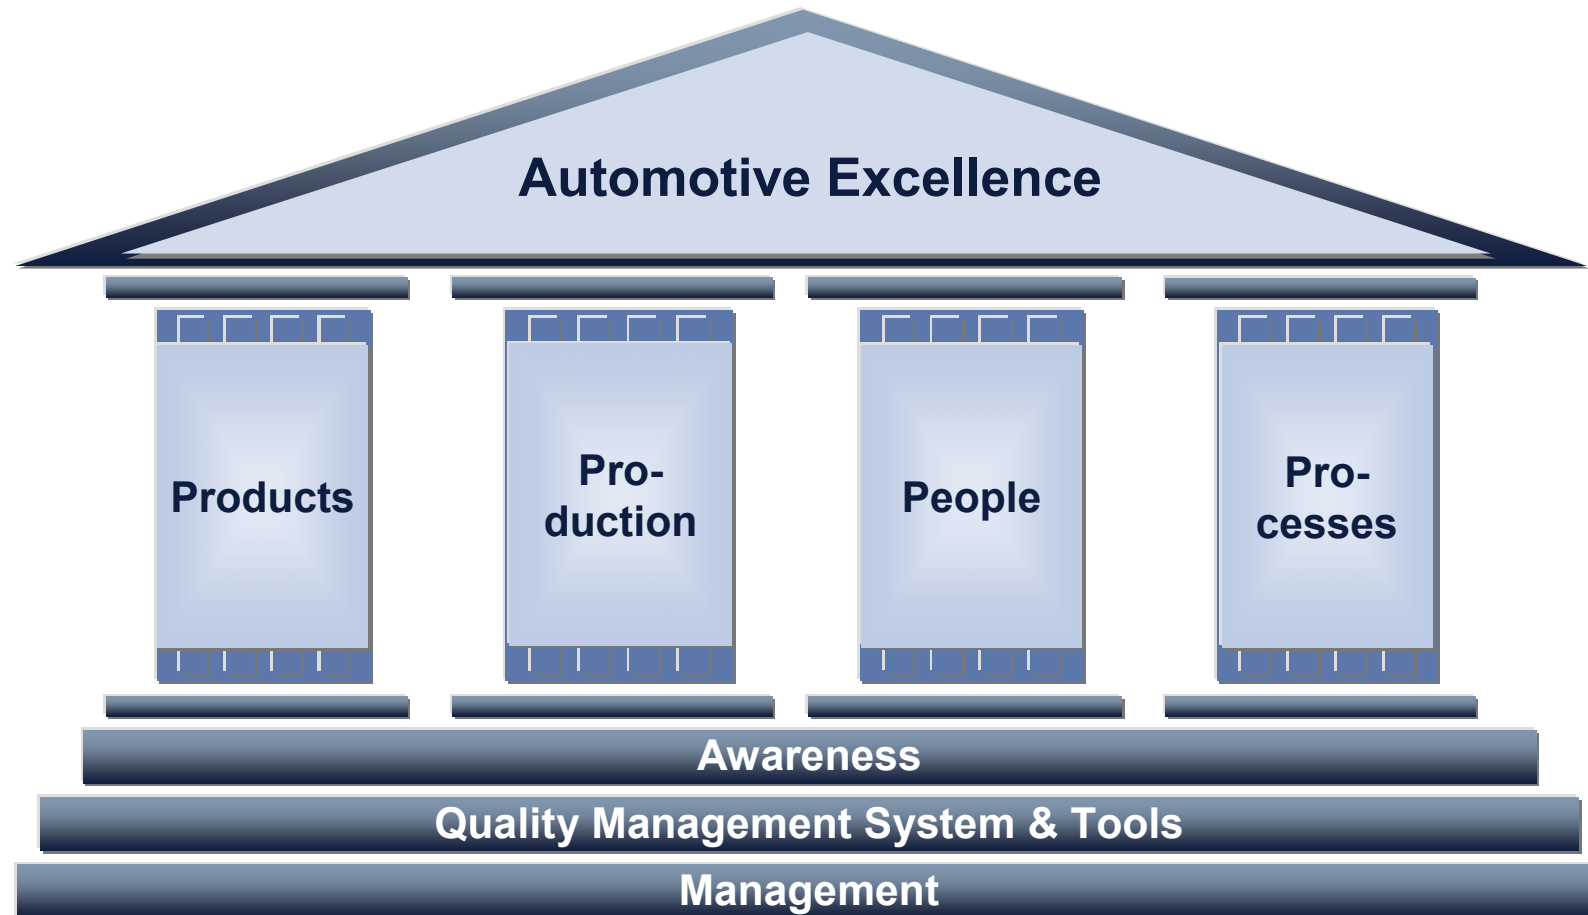 Automotive Excellence
Products
Pro-
duction
People
Pro-
cesses
Awareness
Quality Management System & Tools
Management